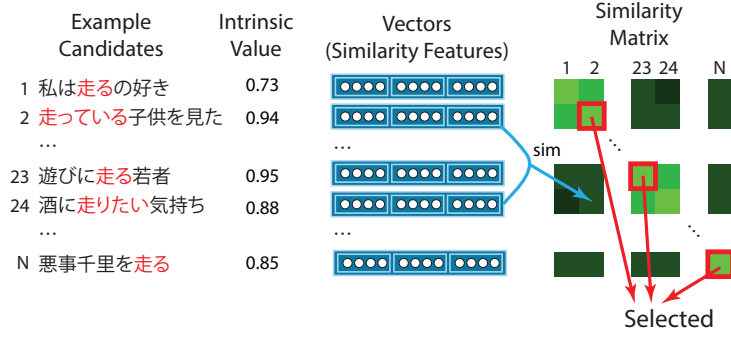 Example Candidates
Intrinsic Value
Vectors (Similarity Features)
Similarity Matrix
1 2 23 24 N
1 私は走るの好き 0.73
2 走っている子供を見た 0.94
…
…
sim
23 遊びに走る若者 0.95
24 酒に走りたい気持ち 0.88
…
…
N 悪事千里を走る 0.85
Selected